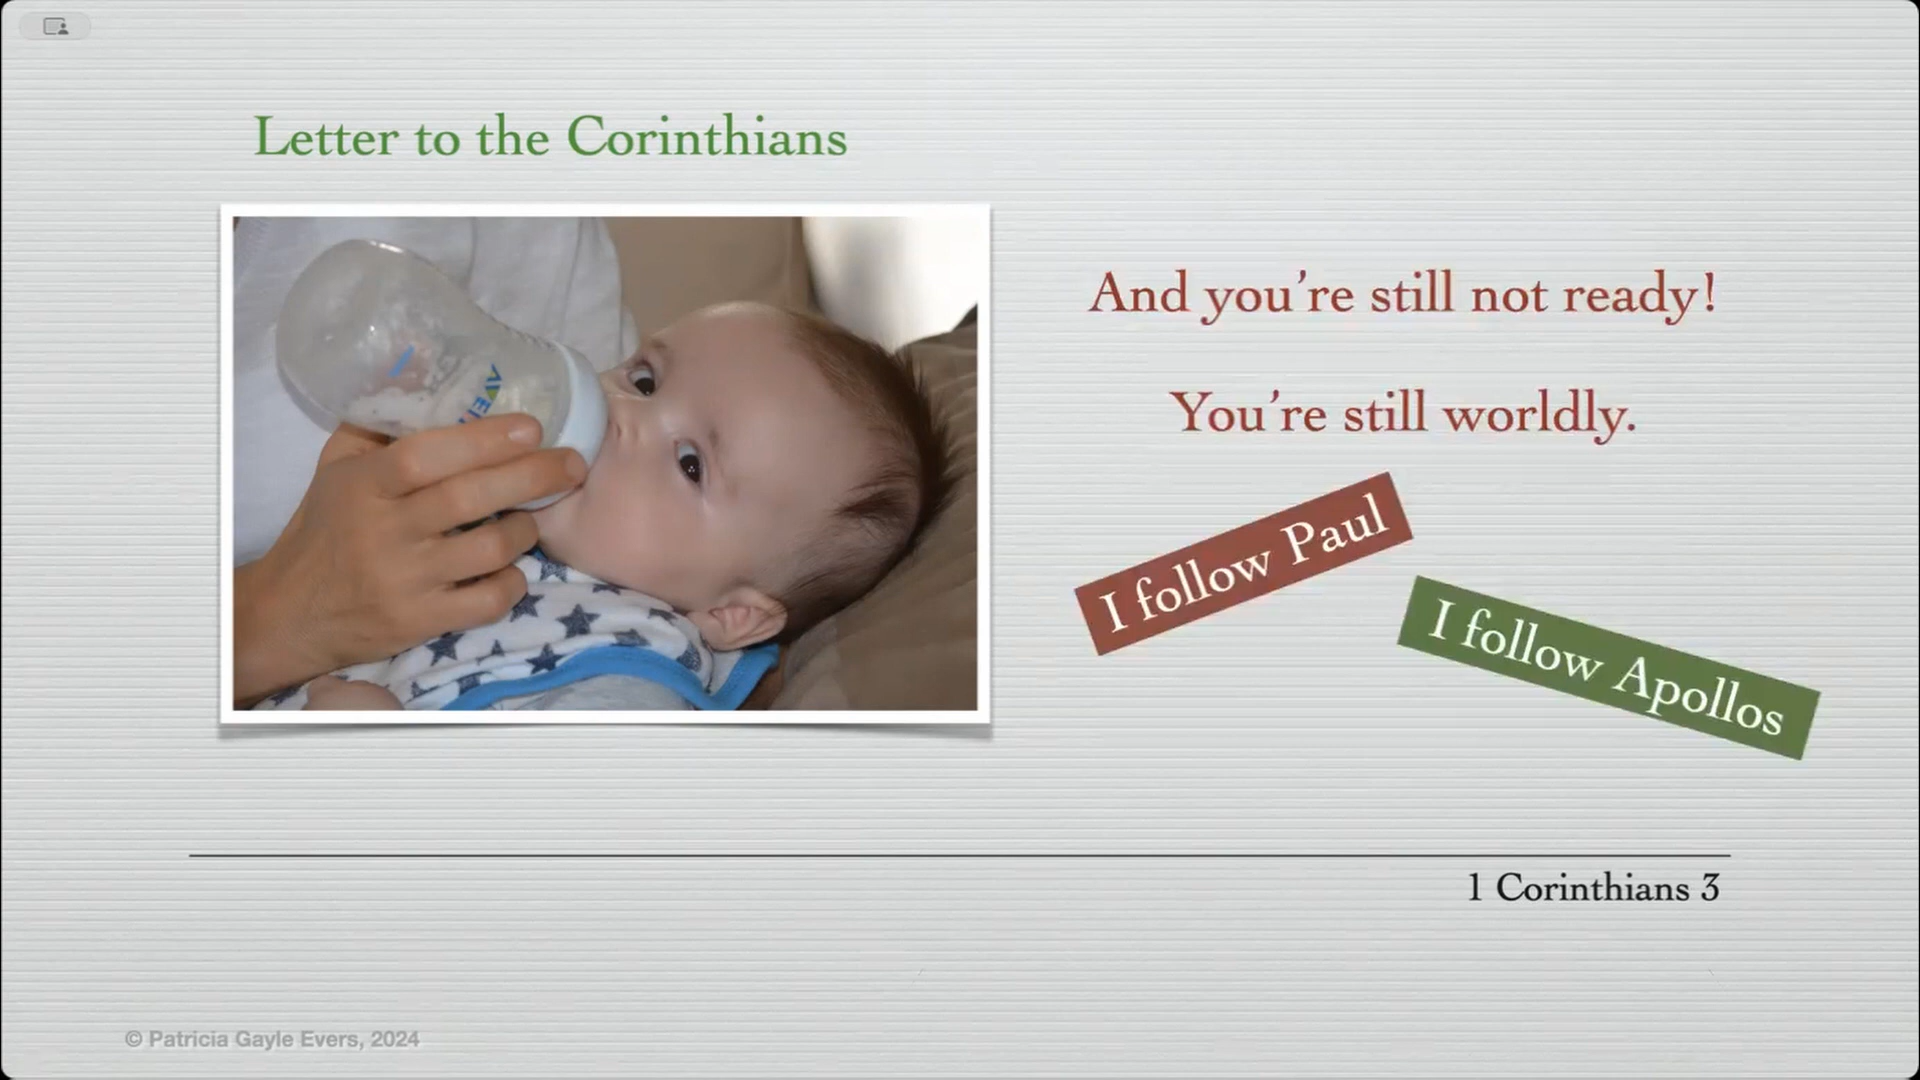 Letter to the Corinthians
And you're still not ready!
You're still worldly.
I follow Paul
I follow Apollos
1 Corinthians 3
© Patricia Gayle Evers, 2024